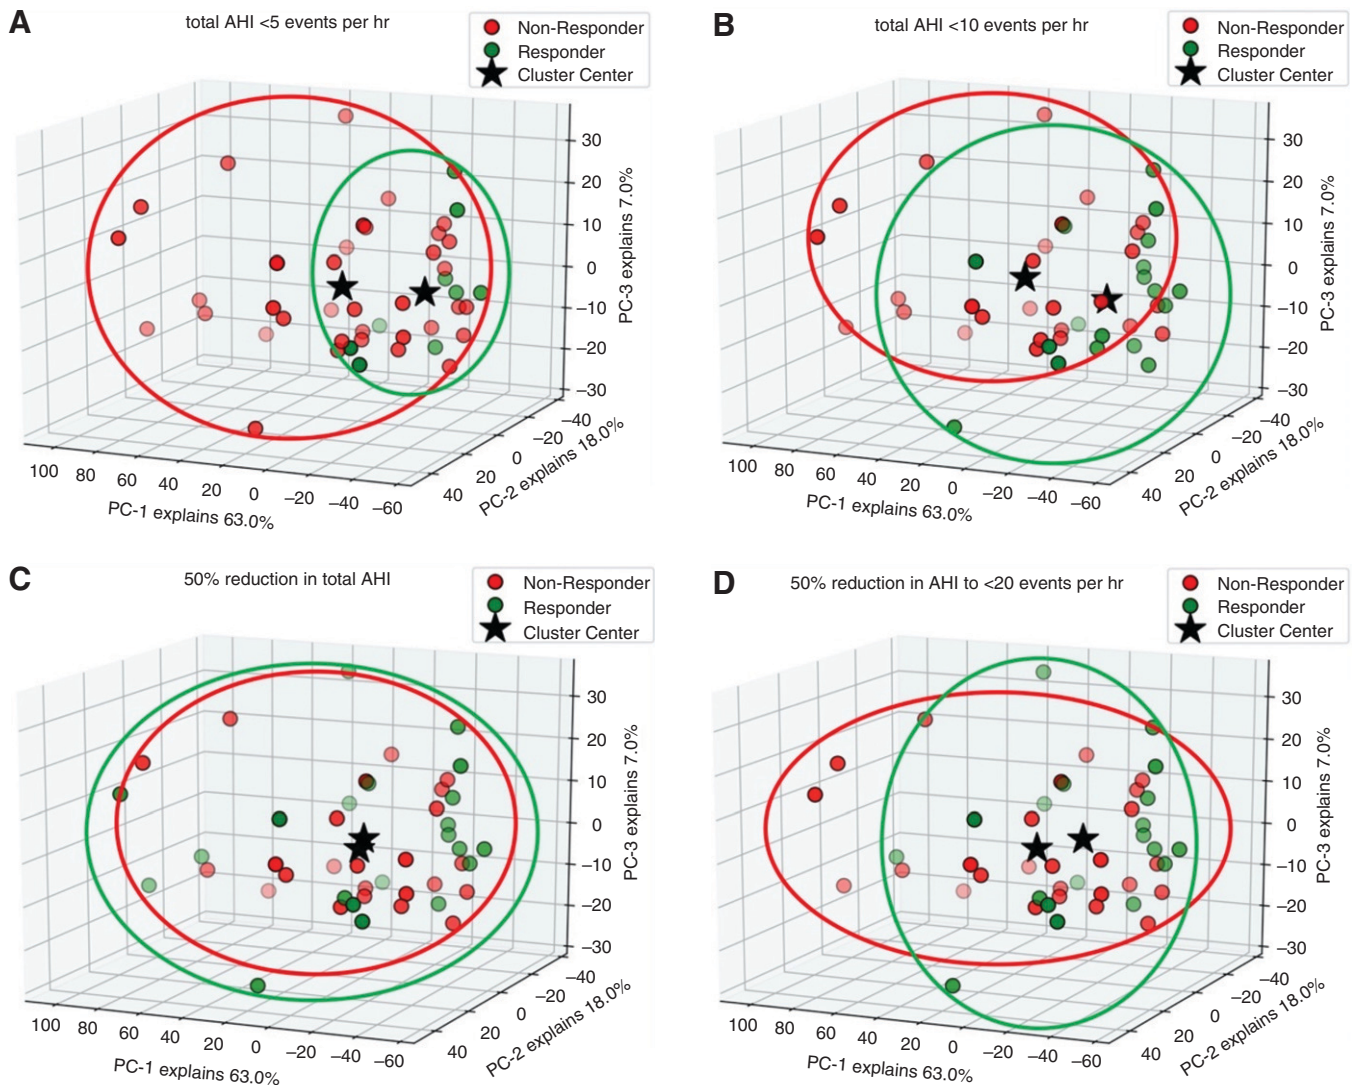 A
total AHI <5 events per hr
Non-Responder
Responder
Cluster Center
30
20
10
0
−10
−20
−30
PC-3 explains 7.0%
−40
−20
0
20
40
PC-2 explains 18.0%
100 80 60 40 20 0 −20 −40 −60
PC-1 explains 63.0%
B
total AHI <10 events per hr
Non-Responder
Responder
Cluster Center
30
20
10
0
−10
−20
−30
PC-3 explains 7.0%
−40
−20
0
20
40
PC-2 explains 18.0%
100 80 60 40 20 0 −20 −40 −60
PC-1 explains 63.0%
C
50% reduction in total AHI
Non-Responder
Responder
Cluster Center
30
20
10
0
−10
−20
−30
PC-3 explains 7.0%
−40
−20
0
20
40
PC-2 explains 18.0%
100 80 60 40 20 0 −20 −40 −60
PC-1 explains 63.0%
D
50% reduction in AHI to <20 events per hr
Non-Responder
Responder
Cluster Center
30
20
10
0
−10
−20
−30
PC-3 explains 7.0%
−40
−20
0
20
40
PC-2 explains 18.0%
100 80 60 40 20 0 −20 −40 −60
PC-1 explains 63.0%